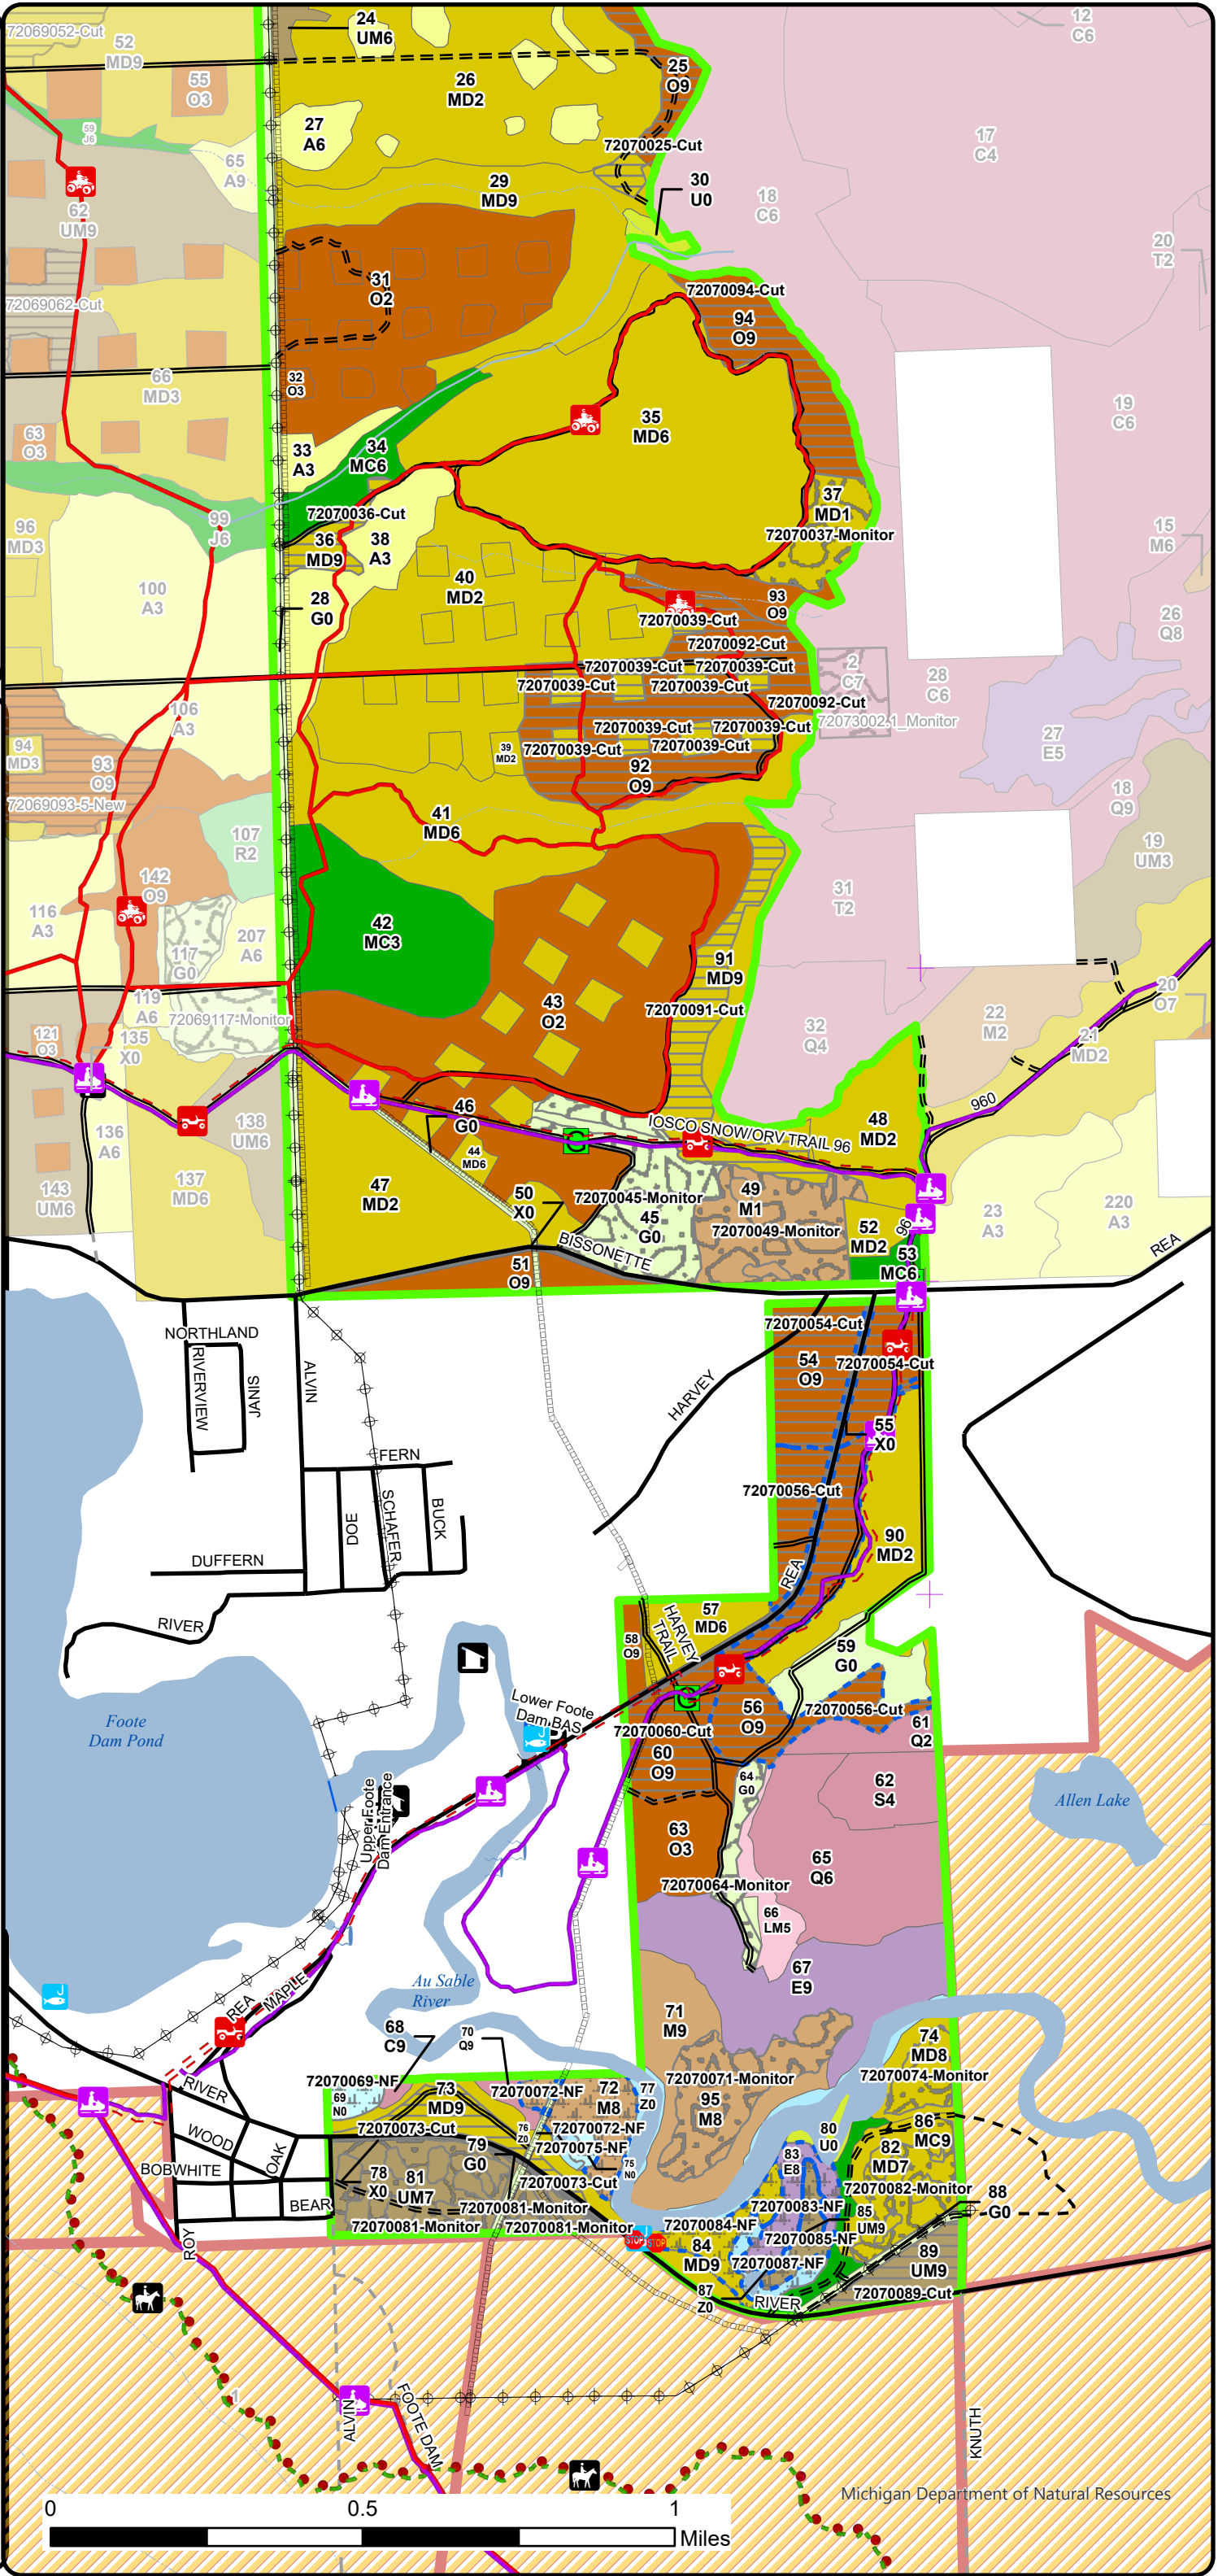 72069052-Cut
52
MD9
55
O3
59
J6
65
A9
62
UM9
72069062-Cut
66
MD3
63
O3
99
J6
96
MD3
100
A3
106
A3
94
MD3
93
O9
72069093-5-New
107
R2
142
O9
116
A3
117
G0
207
A6
119
A6
72069117-Monitor
121
O3
135
X0
136
A6
138
UM6
137
MD6
143
UM6
24
UM6
26
MD2
25
O9
27
A6
72070025-Cut
29
MD9
30
U0
31
O2
32
O3
72070094-Cut
94
O9
35
MD6
33
A3
34
MC6
72070036-Cut
36
MD9
38
A3
37
MD1
72070037-Monitor
28
G0
40
MD2
93
O9
72070039-Cut
72070092-Cut
72070039-Cut
72070039-Cut
72070039-Cut
72070039-Cut
72070092-Cut
72070039-Cut
72070039-Cut
72070039-Cut
72070039-Cut
39
MD2
92
O9
41
MD6
42
MC3
43
O2
91
MD9
72070091-Cut
46
G0
44
MD6
47
MD2
50
X0
72070045-Monitor
45
G0
49
M1
72070049-Monitor
48
MD2
IOSCO SNOW/ORV TRAIL 96
52
MD2
53
MC6
96
51
O9
BISSONETTE
12
C6
17
C4
18
C6
20
T2
19
C6
15
M6
26
Q8
2
C7
28
C6
72073002-1_Monitor
27
E5
18
Q9
19
UM3
31
T2
32
Q4
22
M2
20
O7
21
MD2
960
23
A3
220
A3
REA
NORTHLAND
RIVERVIEW
JANIS
ALVIN
FERN
DOE
SCHAFER
BUCK
DUFFERN
RIVER
HARVEY
72070054-Cut
54
O9
72070054-Cut
55
X0
72070056-Cut
90
MD2
REA
57
MD6
HARVEY
TRAIL
58
O9
59
G0
56
O9
72070056-Cut
61
Q2
72070060-Cut
60
O9
64
G0
62
S4
63
O3
65
Q6
72070064-Monitor
66
LM5
67
E9
Foote
Dam Pond
Lower Foote
Dam BAS
Upper Foote
Dam Entrance
Allen Lake
Au Sable
River
REA
MAPLE
RIVER
WOOD
OAK
BOBWHITE
BEAR
ROY
68
C9
70
Q9
71
M9
72070071-Monitor
95
M8
74
MD8
72070074-Monitor
72070069-NF
69
N0
73
MD9
72070072-NF
72
M8
77
Z0
72070073-Cut
76
Z0
72070072-NF
72070075-NF
75
N0
79
G0
72070073-Cut
78
X0
81
UM7
72070081-Monitor
72070081-Monitor
72070081-Monitor
80
U0
86
MC9
83
E8
82
MD7
72070082-Monitor
88
G0
72070083-NF
85
UM9
72070084-NF
72070085-NF
84
MD9
72070087-NF
89
UM9
72070089-Cut
87
Z0
RIVER
STOP
STOP
1
ALVIN
FOOTE DAM
KNUTH
Michigan Department of Natural Resources
0 0.5 1
Miles